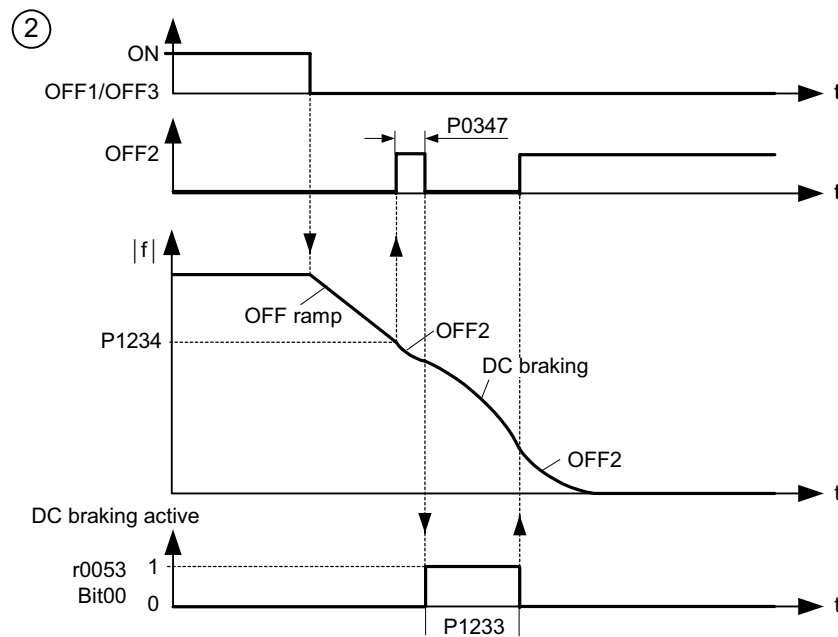 2
ON
OFF1/OFF3
t
P0347
OFF2
t
|f|
OFF ramp
P1234
OFF2
DC braking
OFF2
t
DC braking active
r0053
1
Bit00
0
t
P1233